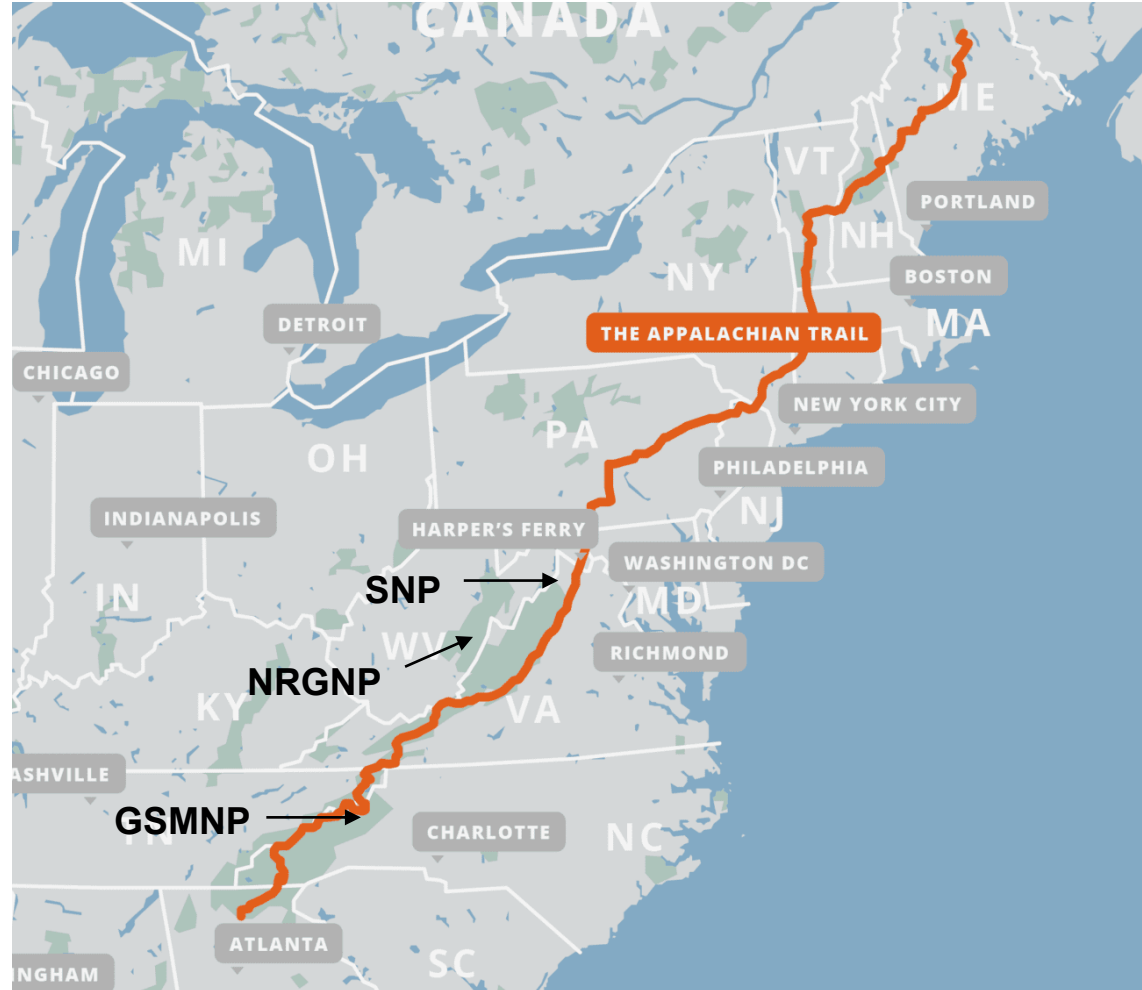 CANADA
ME
VT
PORTLAND
MI
NH
NY
BOSTON
DETROIT
THE APPALACHIAN TRAIL
MA
CHICAGO
NEW YORK CITY
PA
OH
PHILADELPHIA
INDIANAPOLIS
HARPER'S FERRY
NJ
WASHINGTON DC
SNP
IN
MD
WV
RICHMOND
NRGNP
KY
VA
ASHVILLE
GSMNP
TN
CHARLOTTE
NC
ATLANTA
SC
INGHAM